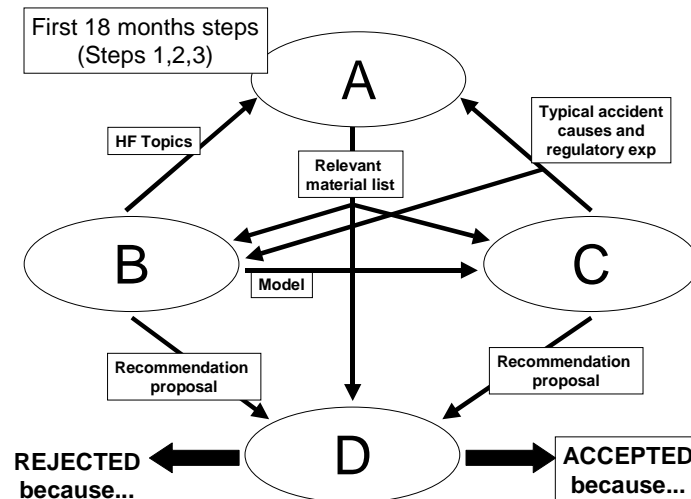 First 18 months steps
(Steps 1,2,3)
A
Typical accident
causes and
regulatory exp
HF Topics
Relevant
material list
B
C
Model
Recommendation
proposal
Recommendation
proposal
D
REJECTED
because...
ACCEPTED
because...